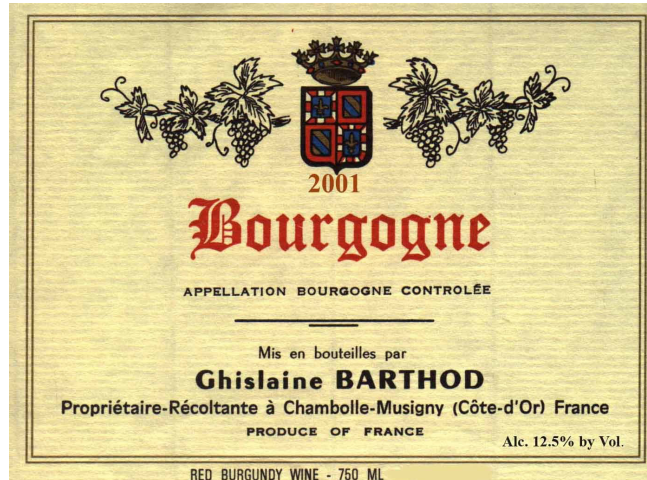 2001
Bourgogne
APPELLATION BOURGOGNE CONTROLÉE
Mis en bouteilles par
Ghislaine BARTHOD
Propriétaire-Récoltante à Chambolle-Musigny (Côte-d'Or) France
PRODUCE OF FRANCE
Alc. 12.5% by Vol.
RED BURGUNDY WINE - 750 ML